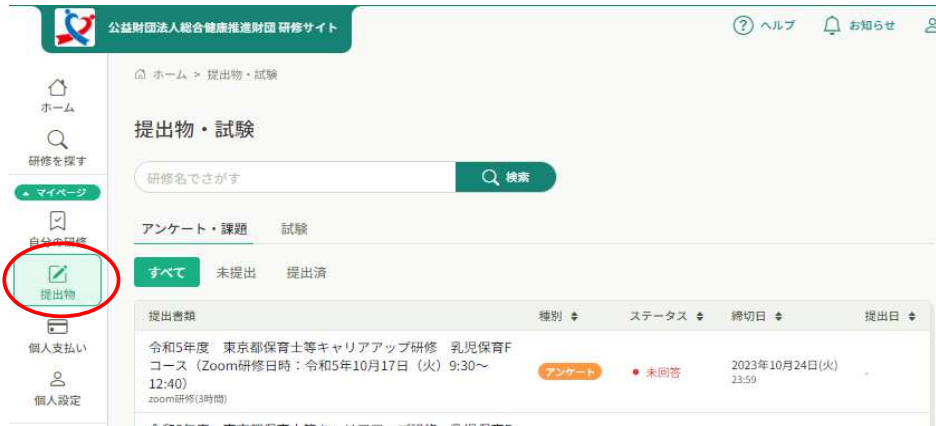 公益財団法人総合健康推進財団 研修サイト
ヘルプ
お知らせ
ホーム > 提出物・試験
ホーム
研修を探す
マイページ
自分の研修
提出物
個人支払い
個人設定
提出物・試験
研修名でさがす
検索
アンケート・課題 試験
すべて 未提出 提出済
提出書類 種別 ステータス 締切日 提出日
令和5年度 東京都保育士等キャリアアップ研修 乳児保育F
コース（Zoom研修日時：令和5年10月17日（火）9:30～
12:40）
zoom研修(3時間)
アンケート
未回答
2023年10月24日(火)
23:59
-